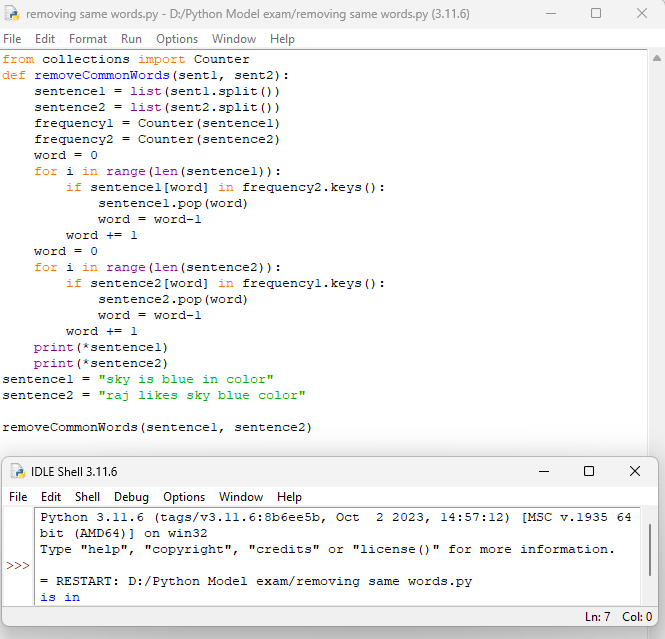 removing same words.py - D:/Python Model exam/removing same words.py (3.11.6)
File Edit Format Run Options Window Help
from collections import Counter
def removeCommonWords(sent1, sent2):
    sentence1 = list(sent1.split())
    sentence2 = list(sent2.split())
    frequency1 = Counter(sentence1)
    frequency2 = Counter(sentence2)
    word = 0
    for i in range(len(sentence1)):
        if sentence1[word] in frequency2.keys():
            sentence1.pop(word)
            word = word-1
        word += 1
    word = 0
    for i in range(len(sentence2)):
        if sentence2[word] in frequency1.keys():
            sentence2.pop(word)
            word = word-1
        word += 1
    print(*sentence1)
    print(*sentence2)
sentence1 = "sky is blue in color"
sentence2 = "raj likes sky blue color"
removeCommonWords(sentence1, sentence2)
IDLE Shell 3.11.6
File Edit Shell Debug Options Window Help
Python 3.11.6 (tags/v3.11.6:8b6ee5b, Oct  2 2023, 14:57:12) [MSC v.1935 64
bit (AMD64)] on win32
Type "help", "copyright", "credits" or "license()" for more information.
>>>
= RESTART: D:/Python Model exam/removing same words.py
is in
Ln: 7 Col: 0